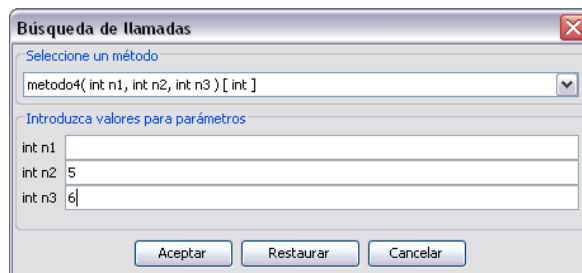 Búsqueda de llamadas
Seleccione un método
metodo4( int n1, int n2, int n3 ) [ int ]
Introduzca valores para parámetros
int n1
int n2 5
int n3 6
Aceptar Restaurar Cancelar